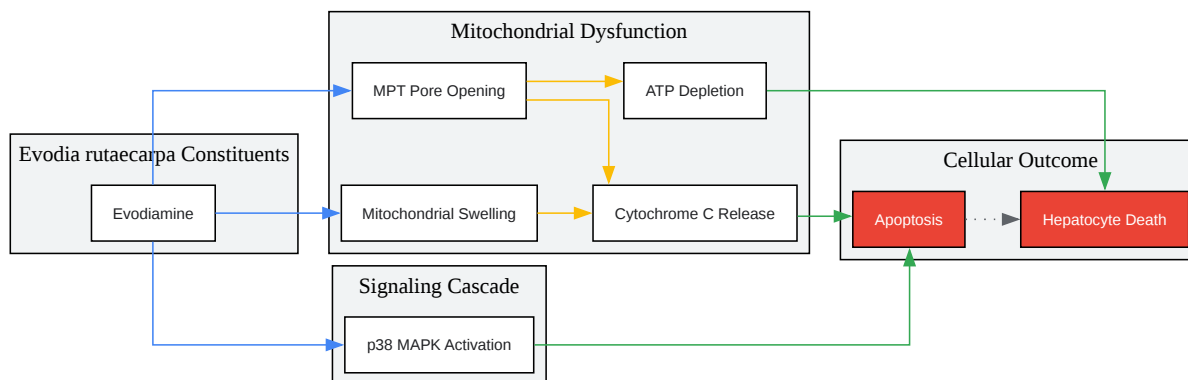 Mitochondrial Dysfunction
MPT Pore Opening
ATP Depletion
Evodia rutaecarpa Constituents
Evodiamine
Mitochondrial Swelling
Cytochrome C Release
Cellular Outcome
Apoptosis
Hepatocyte Death
Signaling Cascade
p38 MAPK Activation